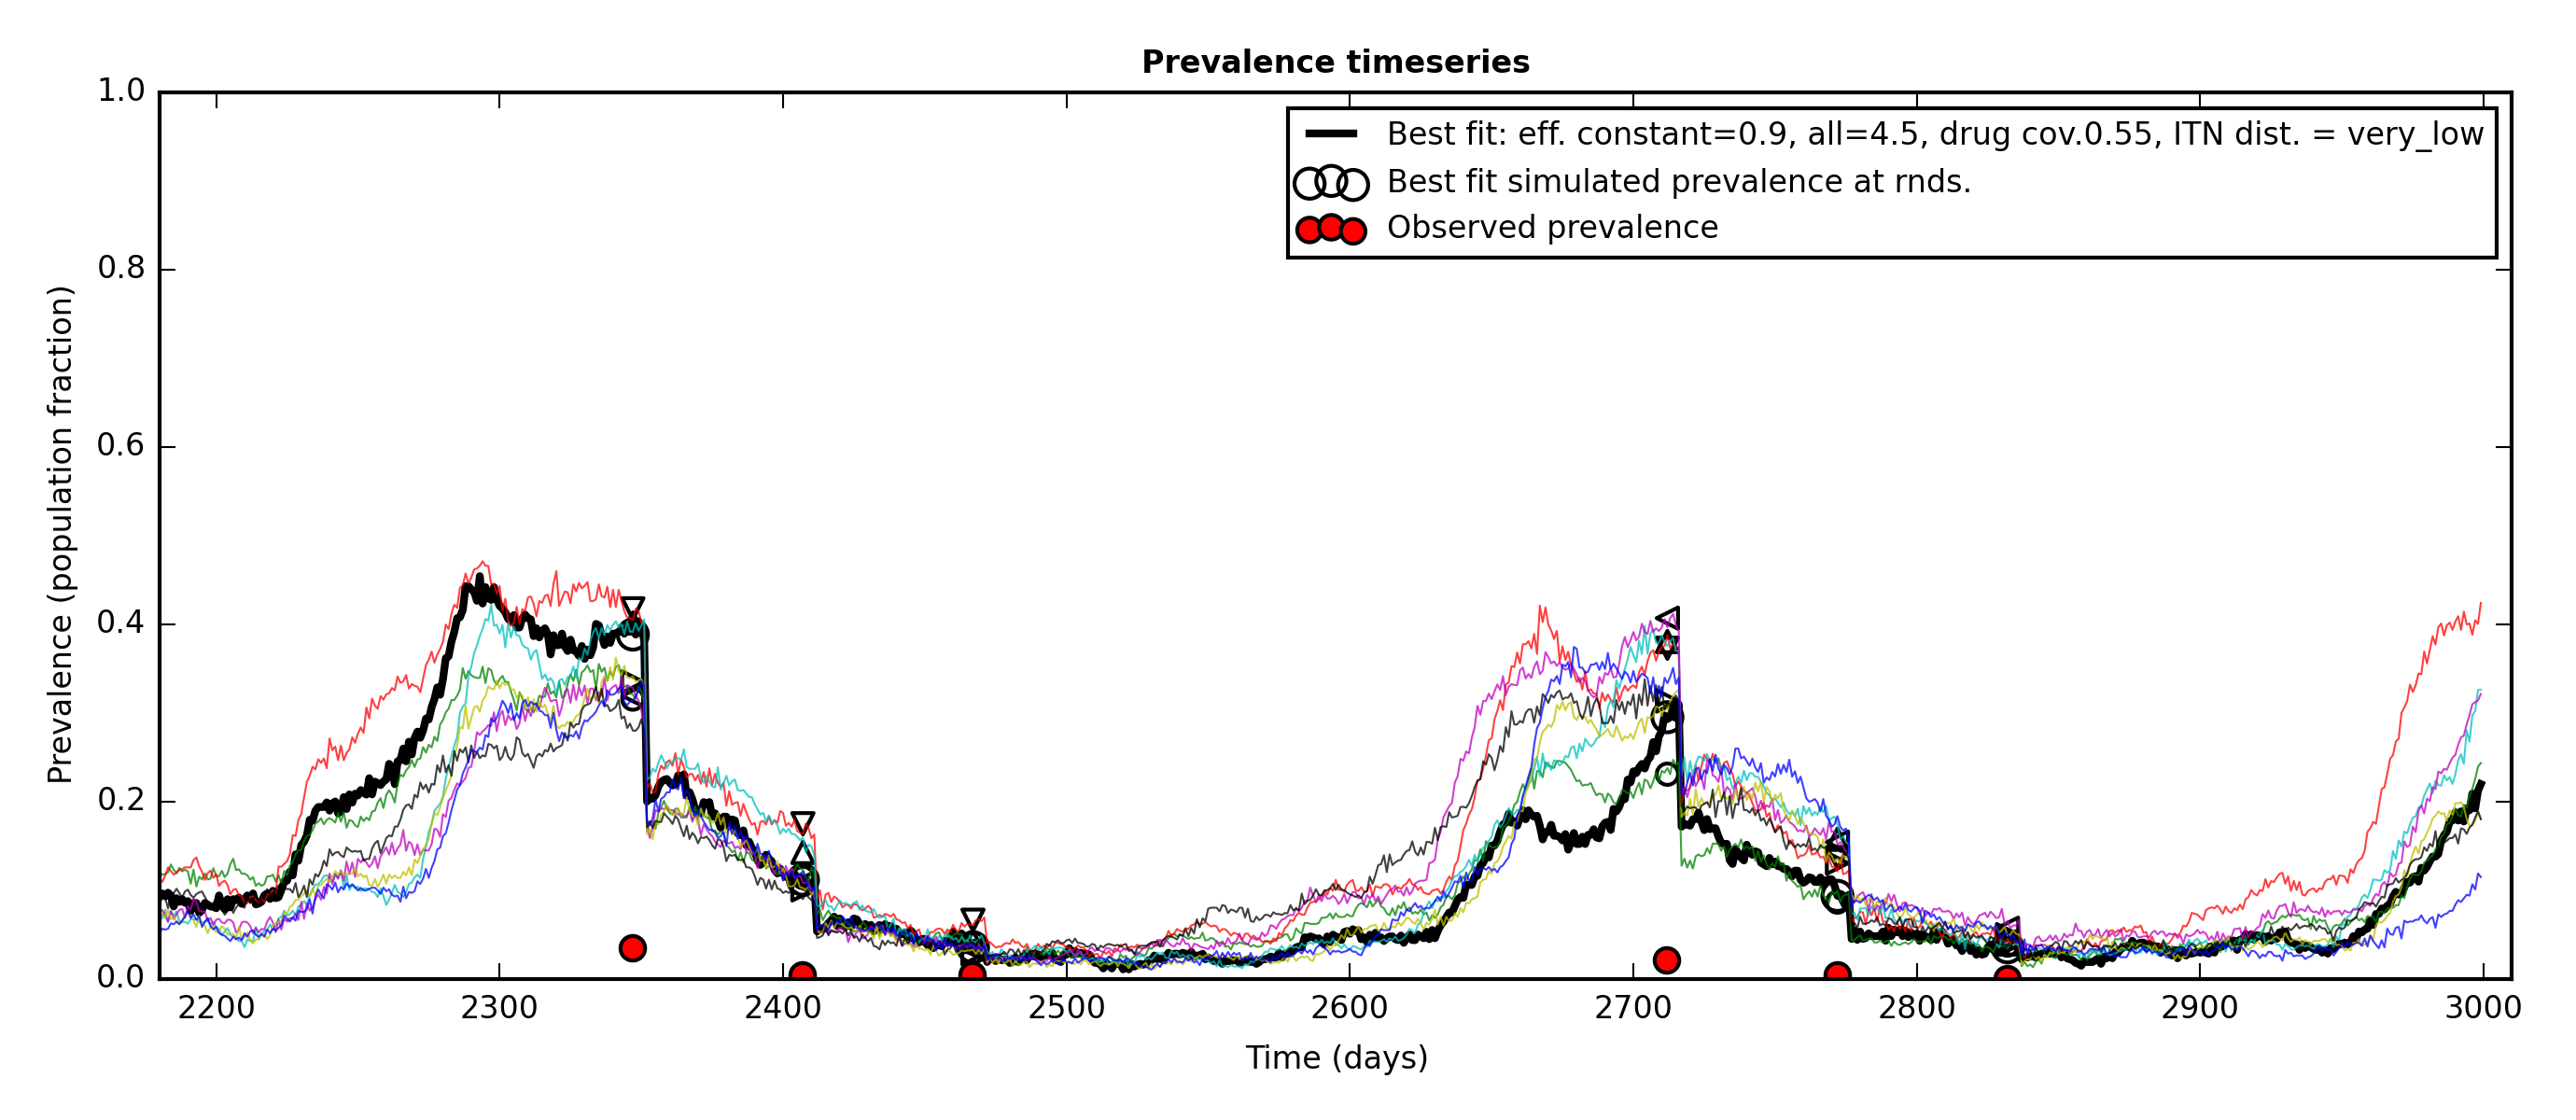 Prevalence timeseries
Best fit: eff. constant=0.9, all=4.5, drug cov.0.55, ITN dist. = very_low
Best fit simulated prevalence at rnds.
Observed prevalence
Prevalence (population fraction)
1.0
0.8
0.6
0.4
0.2
0.0
2200 2300 2400 2500 2600 2700 2800 2900 3000
Time (days)